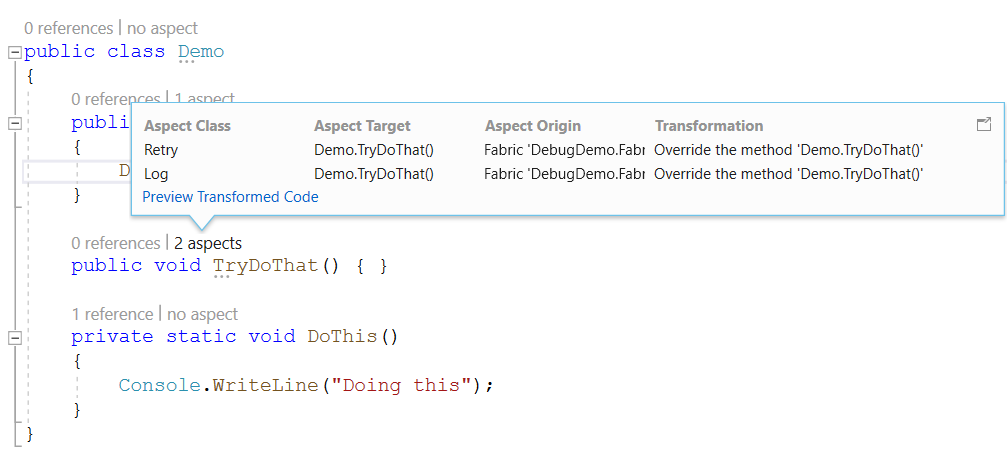 0 references | no aspect
public class Demo
{
0 references | 1 aspect
Aspect Class Aspect Target Aspect Origin Transformation
Retry Demo.TryDoThat() Fabric 'DebugDemo.Fabr Override the method 'Demo.TryDoThat()'
Log Demo.TryDoThat() Fabric 'DebugDemo.Fabr Override the method 'Demo.TryDoThat()'
Preview Transformed Code
publi
{
D
}
0 references | 2 aspects
public void TryDoThat() { }
1 reference | no aspect
private static void DoThis()
{
Console.WriteLine("Doing this");
}
}